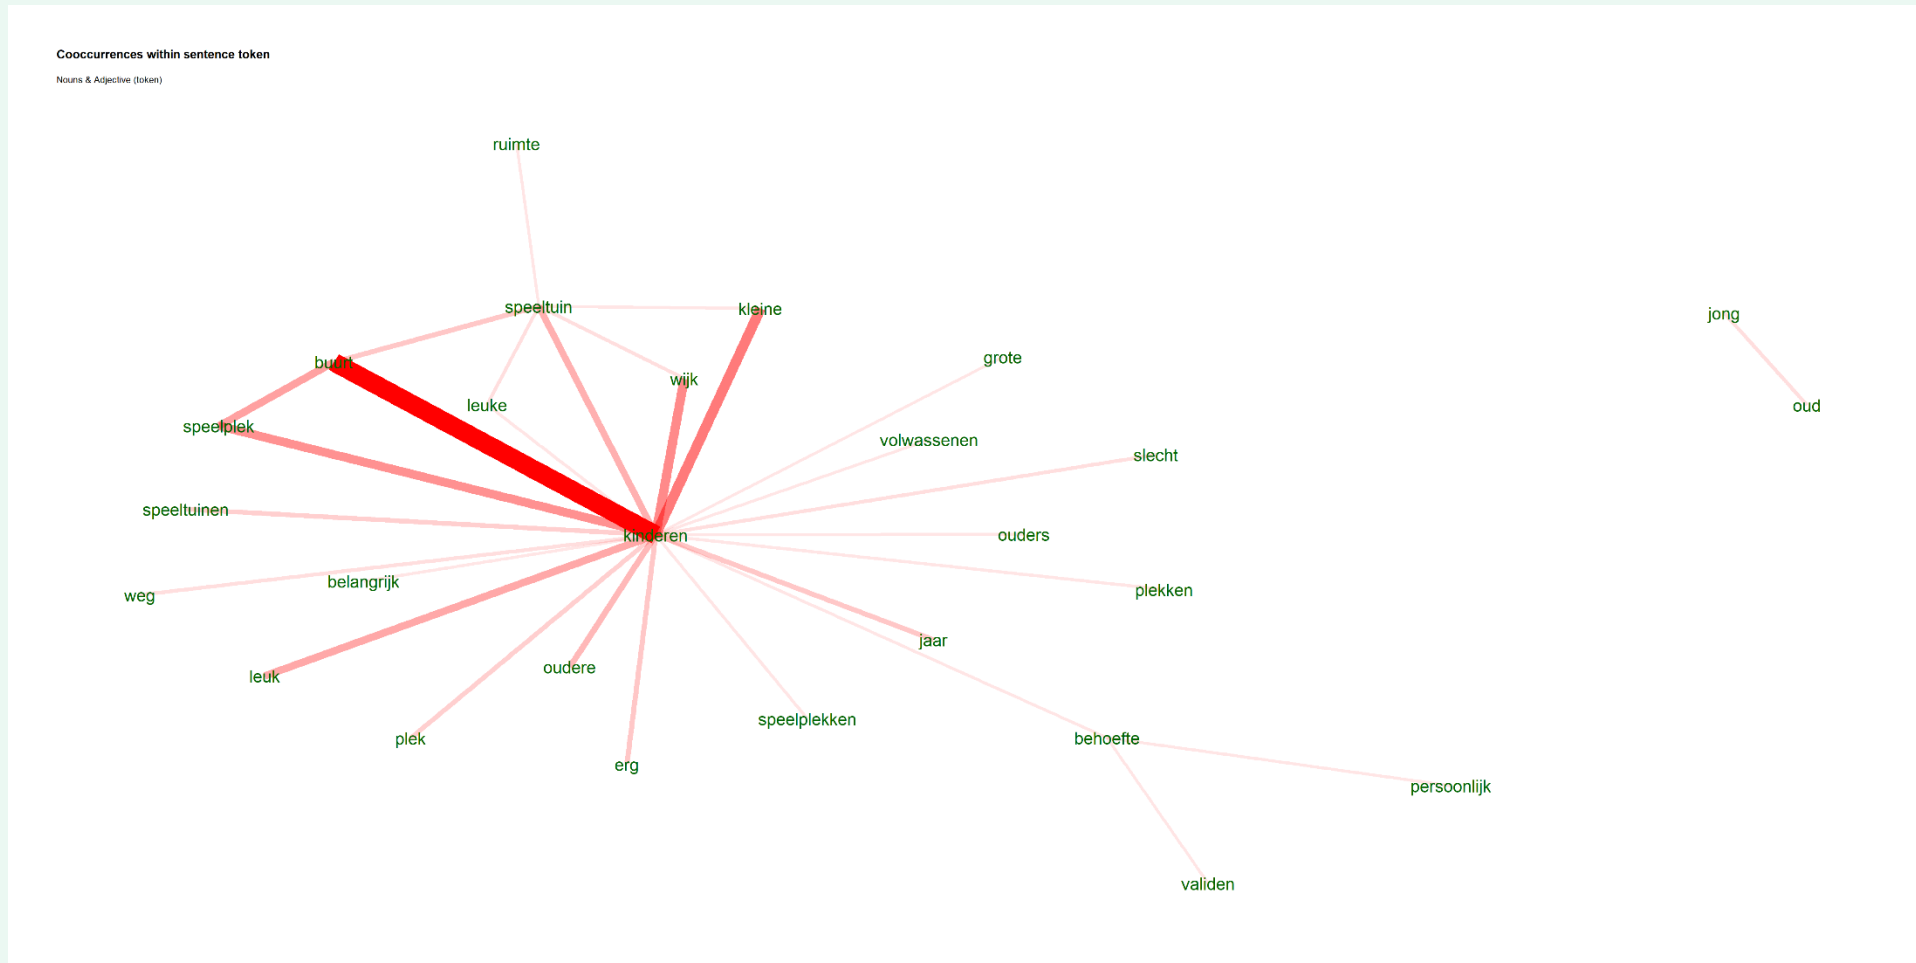 Cooccurrences within sentence token
Nouns & Adjective (token)
ruimte
speeltuin
kleine
jong
buurt
grote
wijk
leuke
oud
speelplek
volwassenen
slecht
speeltuinen
kinderen
ouders
belangrijk
plekken
weg
jaar
oudere
leuk
speelplekken
plek
behoefte
erg
persoonlijk
validen